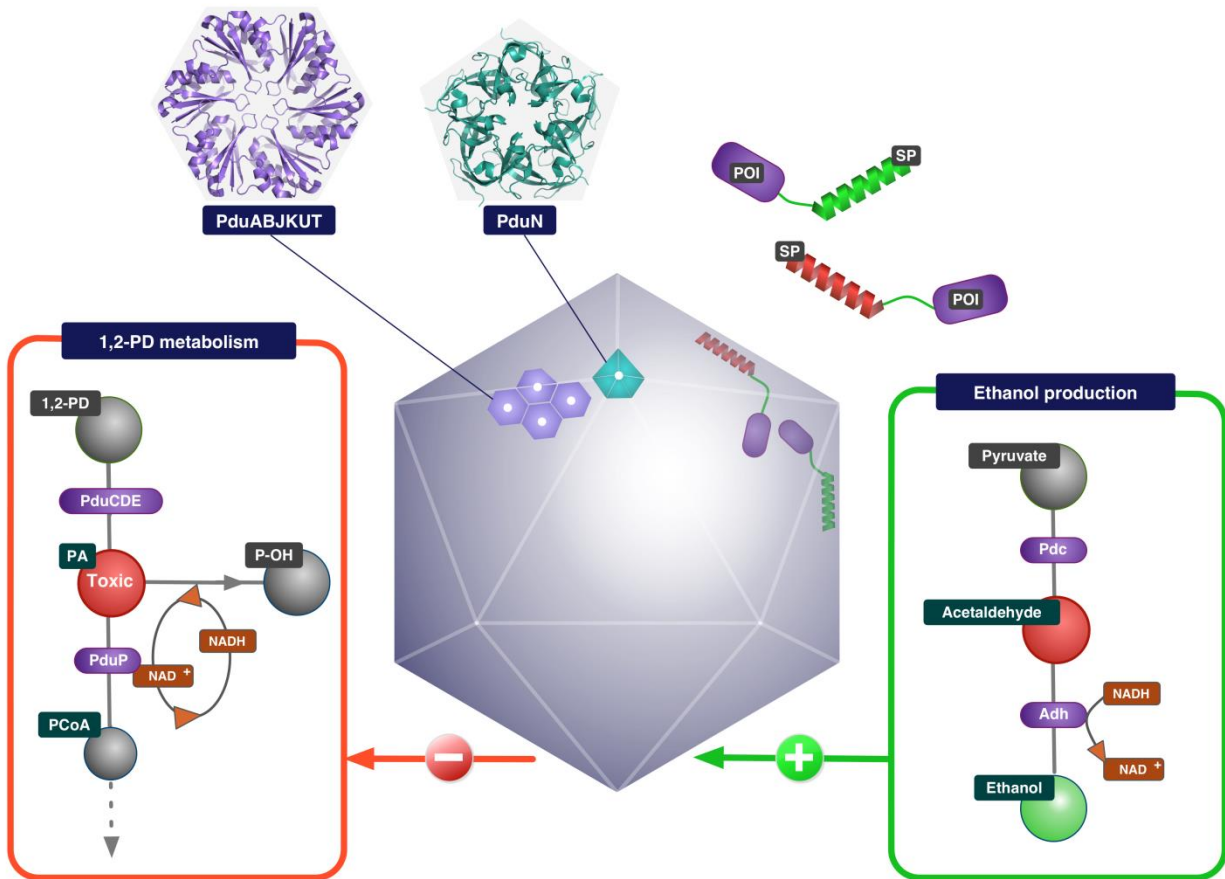 PduABJKUT
PduN
SP
POI
SP
POI
1,2-PD metabolism
1,2-PD
PduCDE
PA
Toxic
P-OH
NADH
PduP
NAD +
PCoA
Ethanol production
Pyruvate
Pdc
Acetaldehyde
NADH
Adh
NAD +
Ethanol